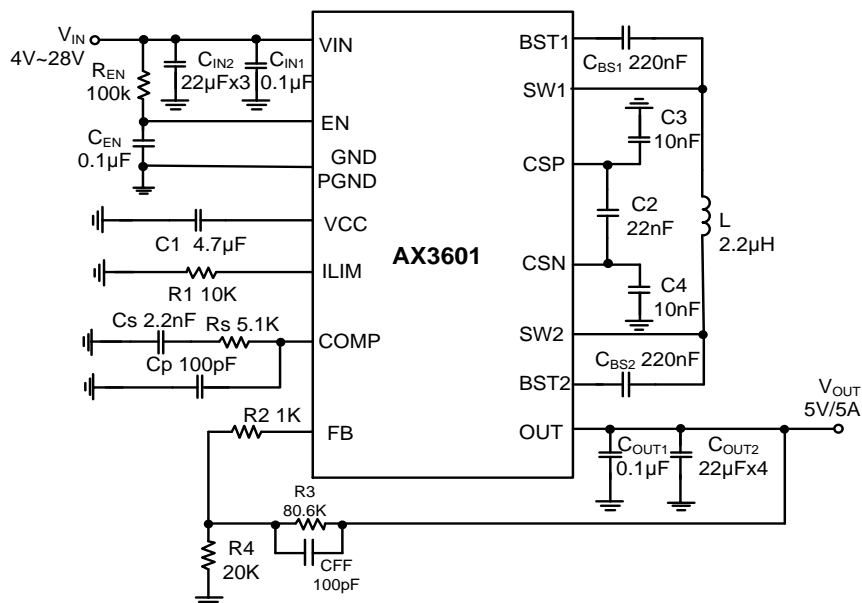 VIN
4V~28V
REN
100k
CIN2
22µFx3
CIN1
0.1µF
CEN
0.1µF
VIN
EN
GND
PGND
VCC
C1 4.7µF
ILIM
R1 10K
Cs 2.2nF
Rs 5.1K
COMP
Cp 100pF
R2 1K
FB
AX3601
BST1
CBS1 220nF
SW1
C3
10nF
CSP
C2
22nF
L
2.2µH
CSN
C4
10nF
SW2
CBS2 220nF
BST2
VOUT
5V/5A
OUT
COUT1
0.1µF
COUT2
22µFx4
R3
80.6K
CFF
100pF
R4
20K